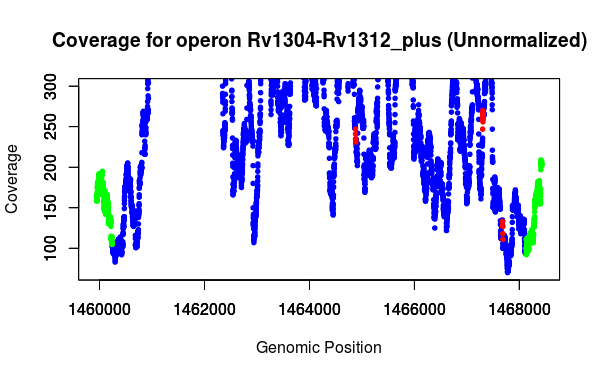 Coverage for operon Rv1304-Rv1312_plus (Unnormalized)
300
250
200
150
100
Coverage
1460000 1462000 1464000 1466000 1468000
Genomic Position